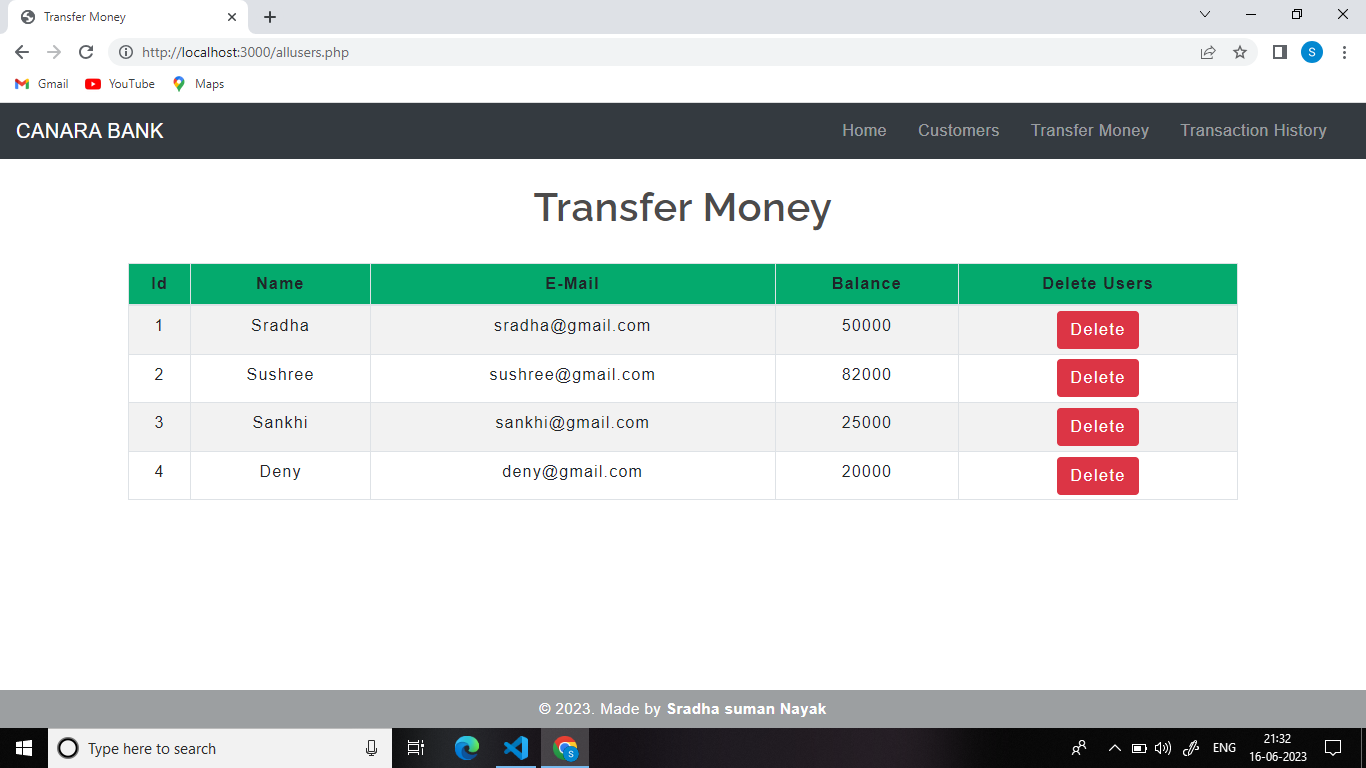 Transfer Money
http://localhost:3000/allusers.php
S
Gmail YouTube Maps
CANARA BANK Home Customers Transfer Money Transaction History
Transfer Money
Id Name E-Mail Balance Delete Users
1 Sradha sradha@gmail.com 50000 Delete
2 Sushree sushree@gmail.com 82000 Delete
3 Sankhi sankhi@gmail.com 25000 Delete
4 Deny deny@gmail.com 20000 Delete
© 2023. Made by Sradha suman Nayak
Type here to search S ENG 21:32
16-06-2023